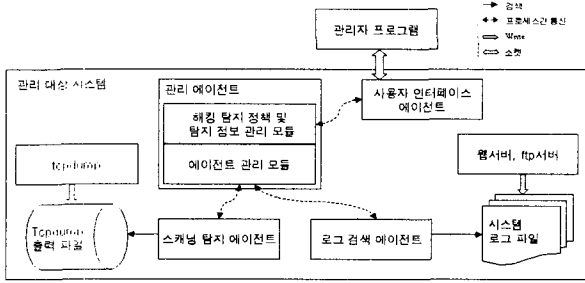 검색
프로세스간 통신
Write
소켓
관리자 프로그램
관리 대상 시스템
관리 에이전트
사용자 인터페이스
에이전트
해킹 탐지 정책 및
탐지 정보 관리 모듈
에이전트 관리 모듈
tcpdump
웹서버, ftp서버
Tcpdump
출력 파일
스캐닝 탐지 에이전트
로그 검색 에이전트
시스템
로그 파일